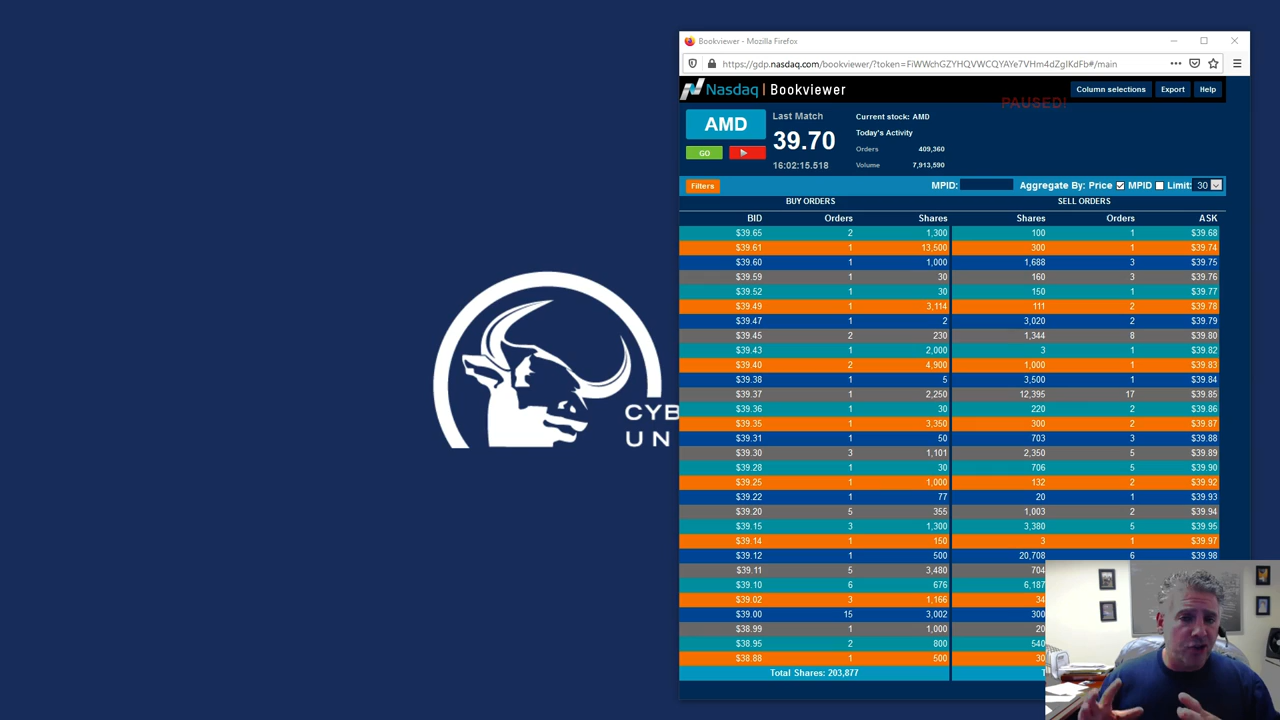 Bookviewer - Mozilla Firefox
https://gdp.nasdaq.com/bookviewer/?token=FiWWchGZYHQVWCQYAYe7VHm4dZgIKdFb#/main
Nasdaq | Bookviewer
PAUSED!
Column selections Export Help
AMD
GO
Last Match
39.70
16:02:15.518
Current stock: AMD
Today's Activity
Orders 409,360
Volume 7,913,590
Filters MPID: Aggregate By: Price MPID Limit: 30
BUY ORDERS SELL ORDERS
BID Orders Shares Shares Orders ASK
$39.65 2 1,300 100 1 $39.68
$39.61 1 13,500 300 1 $39.74
$39.60 1 1,000 1,688 3 $39.75
$39.59 1 30 160 3 $39.76
$39.52 1 30 150 1 $39.77
$39.49 1 3,114 111 2 $39.78
$39.47 1 2 3,020 2 $39.79
$39.45 2 230 1,344 8 $39.80
$39.43 1 2,000 3 1 $39.82
$39.40 2 4,900 1,000 1 $39.83
$39.38 1 5 3,500 1 $39.84
$39.37 1 2,250 12,395 17 $39.85
$39.36 1 30 220 2 $39.86
$39.35 1 3,350 300 2 $39.87
$39.31 1 50 703 3 $39.88
$39.30 3 1,101 2,350 5 $39.89
$39.28 1 30 706 5 $39.90
$39.25 1 1,000 132 2 $39.92
$39.22 1 77 20 1 $39.93
$39.20 5 355 1,003 2 $39.94
$39.15 3 1,300 3,380 5 $39.95
$39.14 1 150 3 1 $39.97
$39.12 1 500 20,708 6 $39.98
$39.11 5 3,480 704
$39.10 6 676 6,187
$39.02 3 1,166 34
$39.00 15 3,002 300
$38.99 1 1,000 20
$38.95 2 800 540
$38.88 1 500 30
Total Shares: 203,877 T
CYB
UN